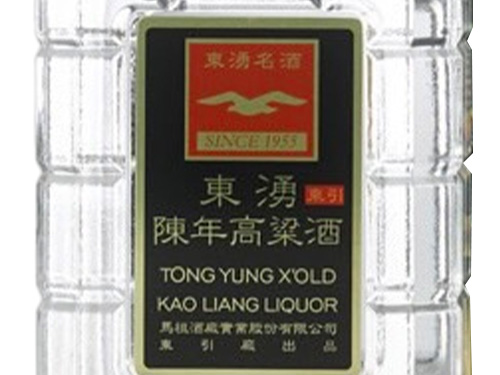 東湧名酒
SINCE 1955
東湧 東引
陳年高粱酒
TONG YUNG X'OLD
KAO LIANG LIQUOR
馬祖酒廠實業股份有限公司
東引廠出品